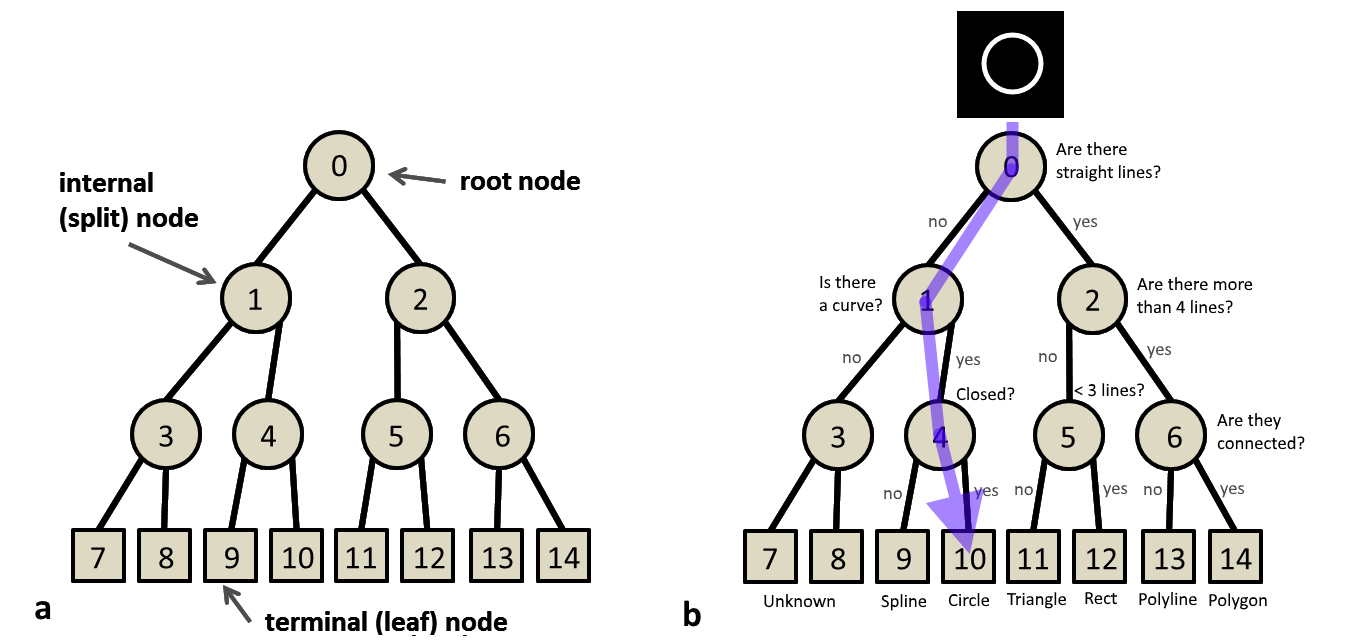 0
root node
internal
(split) node
1
2
3
4
5
6
7
8
9
10
11
12
13
14
a
terminal (leaf) node
0
Are there
straight lines?
no
yes
Is there
a curve?
1
2
Are there more
than 4 lines?
no
yes
no
yes
Closed?
< 3 lines?
3
4
5
6
Are they
connected?
no
yes
no
yes
no
yes
7
8
9
10
11
12
13
14
Unknown
Spline
Circle
Triangle
Rect
Polyline
Polygon
b